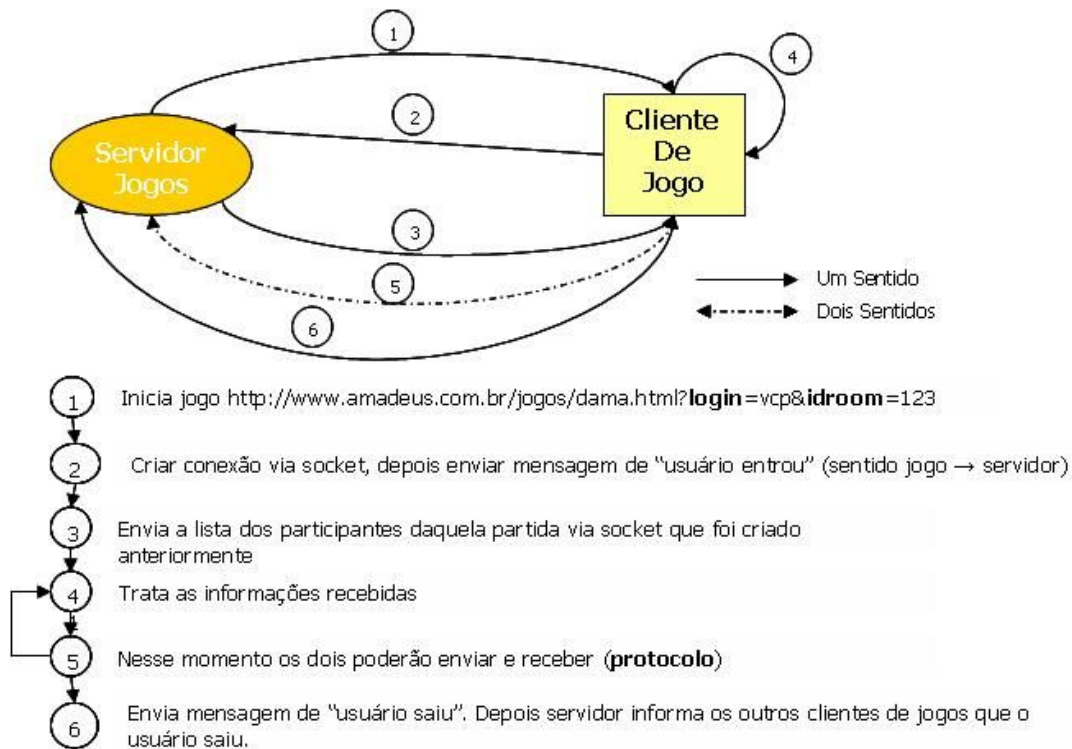 1
4
2
Cliente
De
Jogo
Servidor
Jogos
3
5
6
Um Sentido
Dois Sentidos
1 Inicia jogo http://www.amadeus.com.br/jogos/dama.html?login=vcp&idroom=123
2 Criar conexão via socket, depois enviar mensagem de "usuário entrou" (sentido jogo → servidor)
3 Envia a lista dos participantes daquela partida via socket que foi criado
anteriormente
4 Trata as informações recebidas
5 Nesse momento os dois poderão enviar e receber (protocolo)
6 Envia mensagem de "usuário saiu". Depois servidor informa os outros clientes de jogos que o
usuário saiu.